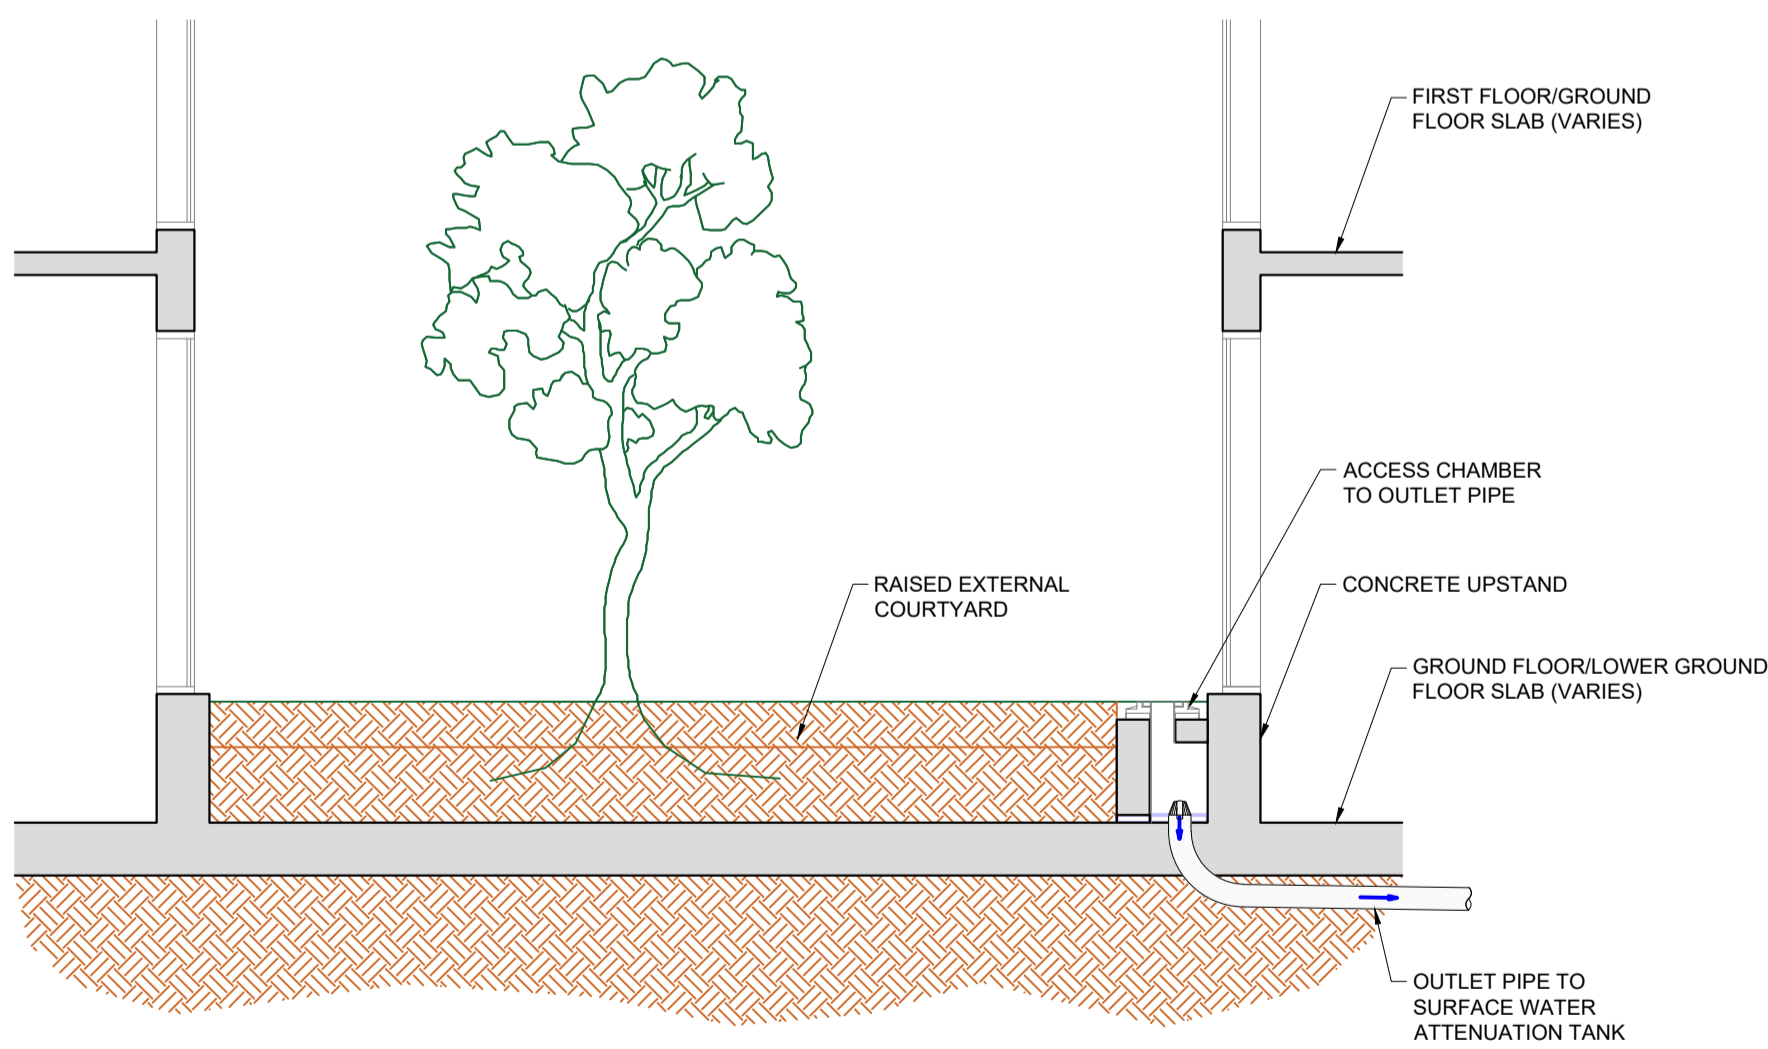 FIRST FLOOR/GROUND
FLOOR SLAB (VARIES)
ACCESS CHAMBER
TO OUTLET PIPE
RAISED EXTERNAL
COURTYARD
CONCRETE UPSTAND
GROUND FLOOR/LOWER GROUND
FLOOR SLAB (VARIES)
OUTLET PIPE TO
SURFACE WATER
ATTENUATION TANK